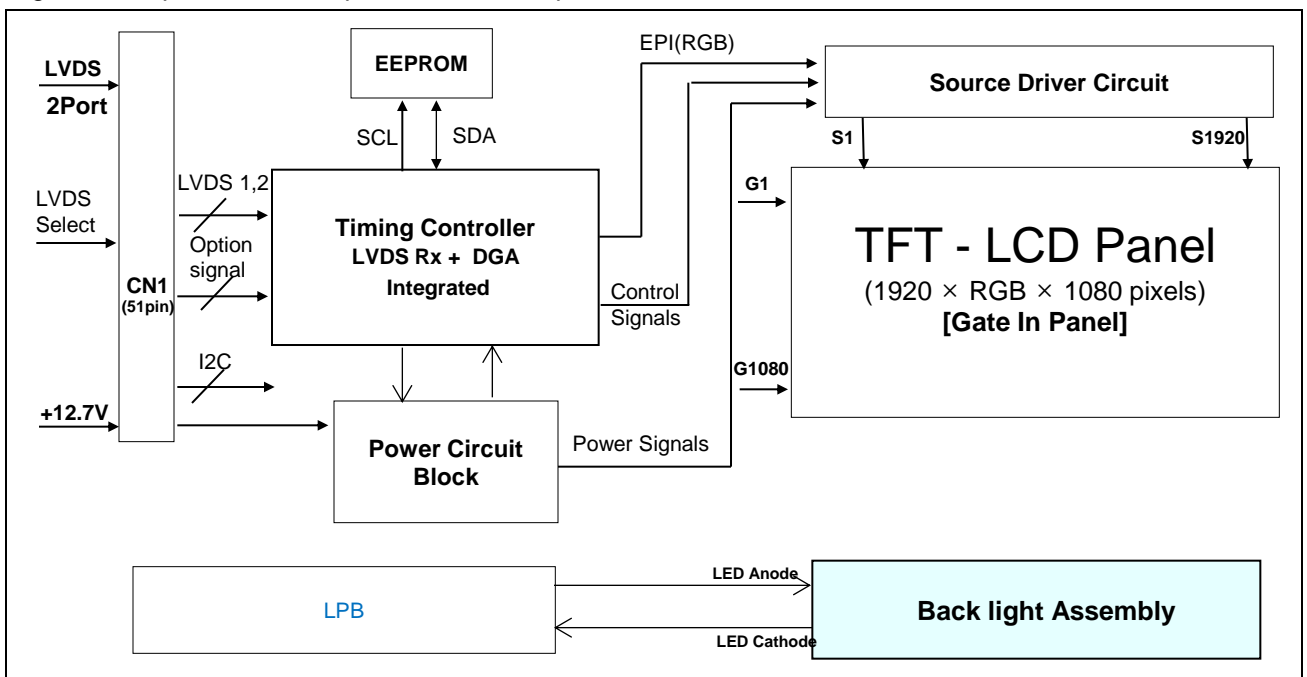 LVDS
2Port
LVDS
Select
+12.7V
CN1
(51pin)
LVDS 1,2
Option
signal
I2C
EEPROM
SCL
SDA
Timing Controller
LVDS Rx + DGA
Integrated
Power Circuit
Block
EPI(RGB)
Control
Signals
Power Signals
Source Driver Circuit
S1
S1920
G1
G1080
TFT - LCD Panel
(1920 × RGB × 1080 pixels)
[Gate In Panel]
LPB
LED Anode
LED Cathode
Back light Assembly